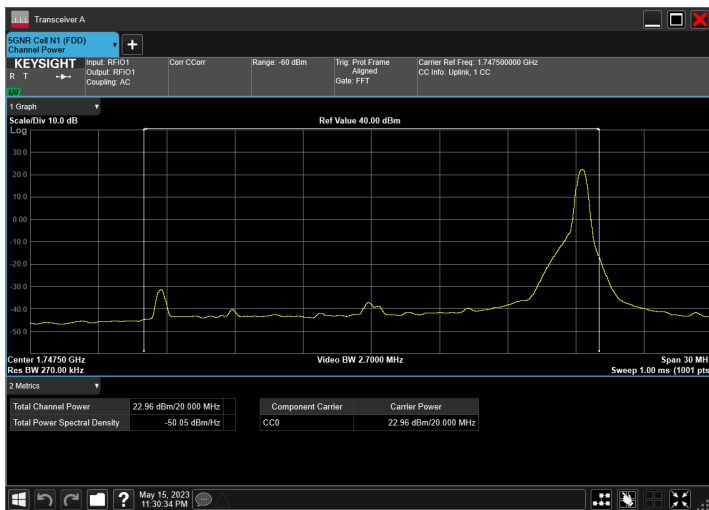 Transceiver A
5GNR Cell N1 (FDD)
Channel Power
KEYSIGHT
R T
LXI
Input: RFIO1
Output: RFIO1
Coupling: AC
Corr CCorr
Range: -60 dBm
Trig: Prot Frame
Aligned
Gate: FFT
Carrier Ref Freq: 1.747500000 GHz
CC Info: Uplink, 1 CC
1 Graph
Scale/Div 10.0 dB
Ref Value 40.00 dBm
Log
30.0
20.0
10.0
0.00
-10.0
-20.0
-30.0
-40.0
-50.0
Center 1.74750 GHz
Video BW 2.7000 MHz
Span 30 MH
Res BW 270.00 kHz
Sweep 1.00 ms (1001 pts
2 Metrics
Total Channel Power 22.96 dBm/20.000 MHz
Total Power Spectral Density -50.05 dBm/Hz
Component Carrier Carrier Power
CC0 22.96 dBm/20.000 MHz
?
May 15, 2023
11:30:34 PM